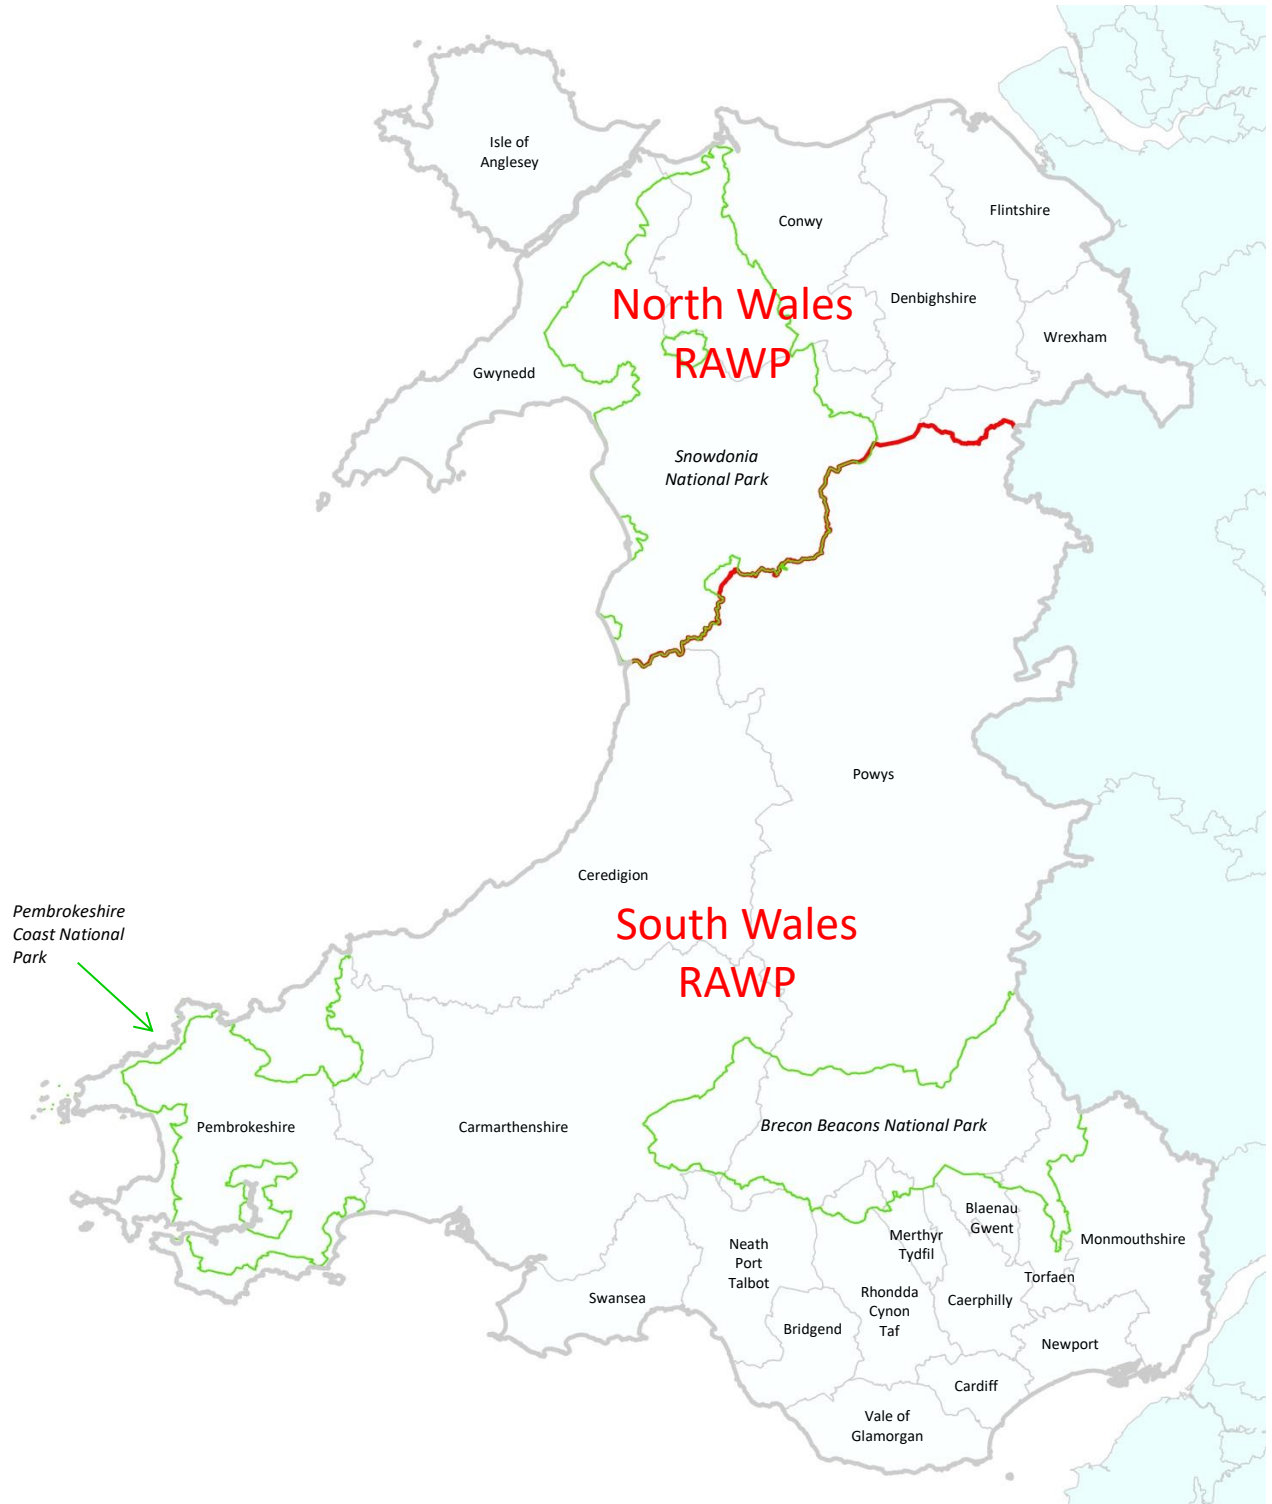 Isle of
Anglesey
Flintshire
Conwy
Denbighshire
North Wales
RAWP
Wrexham
Gwynedd
Snowdonia
National Park
Powys
Ceredigion
South Wales
RAWP
Pembrokeshire
Coast National
Park
Pembrokeshire
Carmarthenshire
Brecon Beacons National Park
Blaenau
Gwent
Merthyr
Tydfil
Monmouthshire
Neath
Port
Talbot
Torfaen
Swansea
Rhondda
Cynon
Taf
Caerphilly
Bridgend
Newport
Cardiff
Vale of
Glamorgan